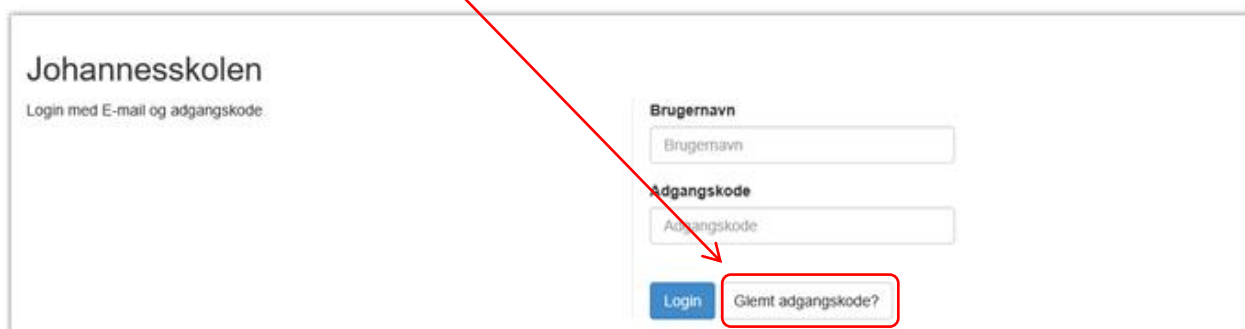 Johannesskolen
Login med E-mail og adgangskode
Brugernavn
Brugernavn
Adgangskode
Adgangskode
Login
Glemt adgangskode?